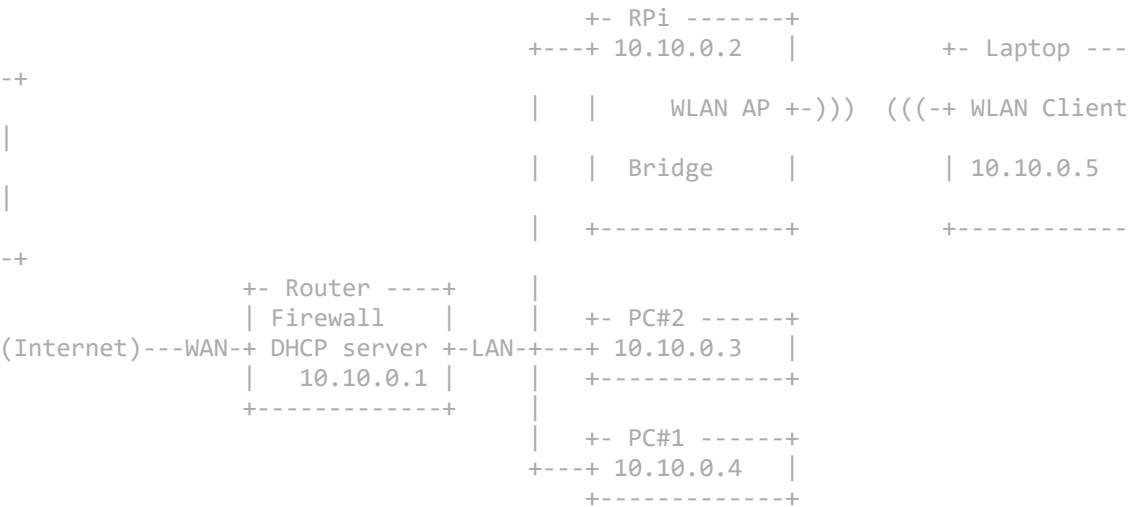 +- RPi -------+
                                     +---+ 10.10.0.2   |          +- Laptop ---
-+
                                     |   |     WLAN AP +-)))  (((-+ WLAN Client
|
                                     |   |  Bridge     |          | 10.10.0.5
|
                                     |   +-------------+          +------------
-+
                 +- Router ----+     |
                 | Firewall    |     |   +- PC#2 ------+
(Internet)---WAN-+ DHCP server +-LAN-+---+ 10.10.0.3   |
                 |   10.10.0.1 |     |   +-------------+
                 +-------------+     |
                                     |   +- PC#1 ------+
                                     +---+ 10.10.0.4   |
                                         +-------------+